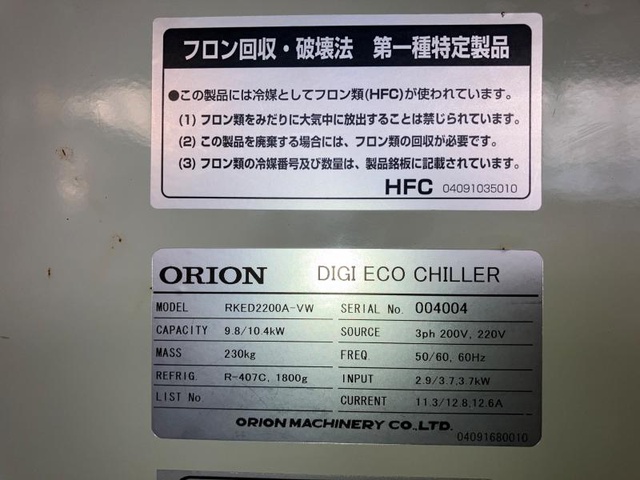 フロン回収・破壊法 第一種特定製品
●この製品には冷媒としてフロン類(HFC)が使われています。
(1) フロン類をみだりに大気中に放出することは禁じられています。
(2) この製品を廃棄する場合には、フロン類の回収が必要です。
(3) フロン類の冷媒番号及び数量は、製品銘板に記載されています。
HFC 04091035010
ORION DIGI ECO CHILLER
MODEL RKED2200A-VW SERIAL No. 004004
CAPACITY 9.8/10.4kW SOURCE 3ph 200V, 220V
MASS 230kg FREQ. 50/60, 60Hz
REFRIG. R-407C, 1800g INPUT 2.9/3.7,3.7kW
LIST No CURRENT 11.3/12.8,12.6A
ORION MACHINERY CO.,LTD.
04091680010